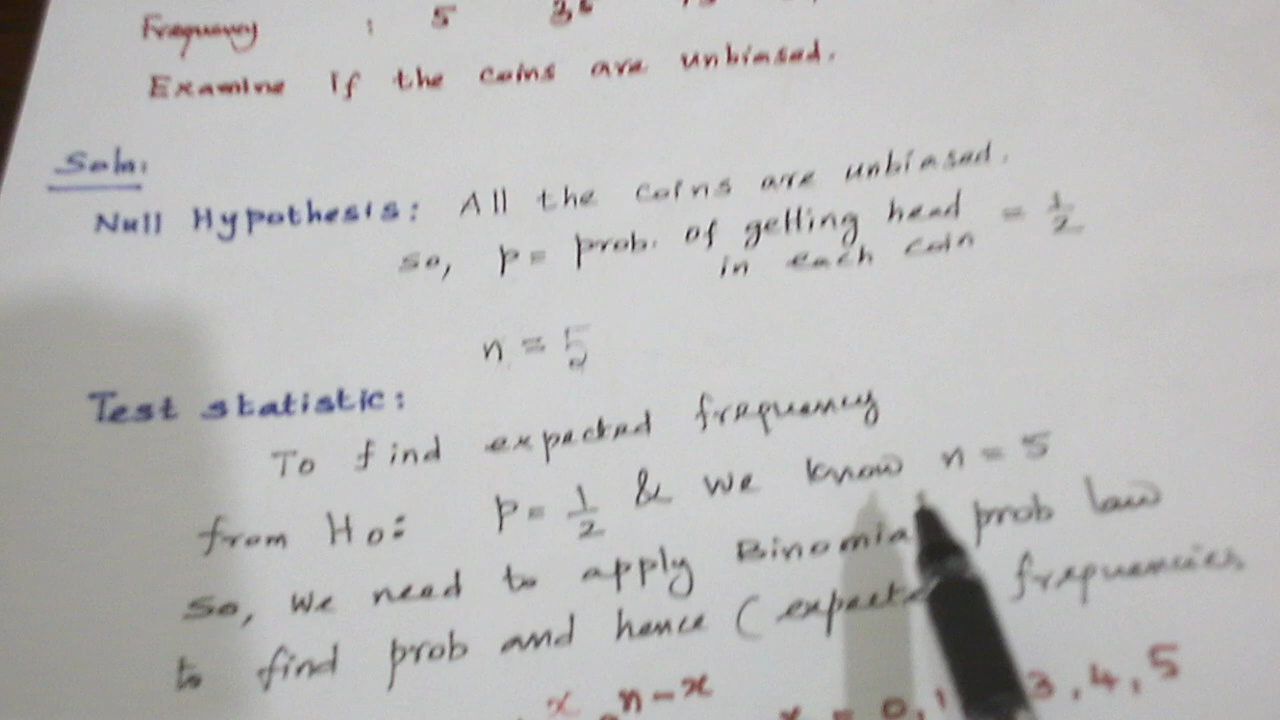 Frequency : 5
Examine if the coins are unbiased.
Soln:
Null Hypothesis: All the coins are unbiased.
so, p = prob. of getting head = 1/2
in each coin
n = 5
Test statistic:
To find expected frequency
from H0: p = 1/2 & we know n = 5
So, we need to apply Binomial prob law
to find prob and hence (expected frequencies
x n-x x = 0, 1 3, 4, 5